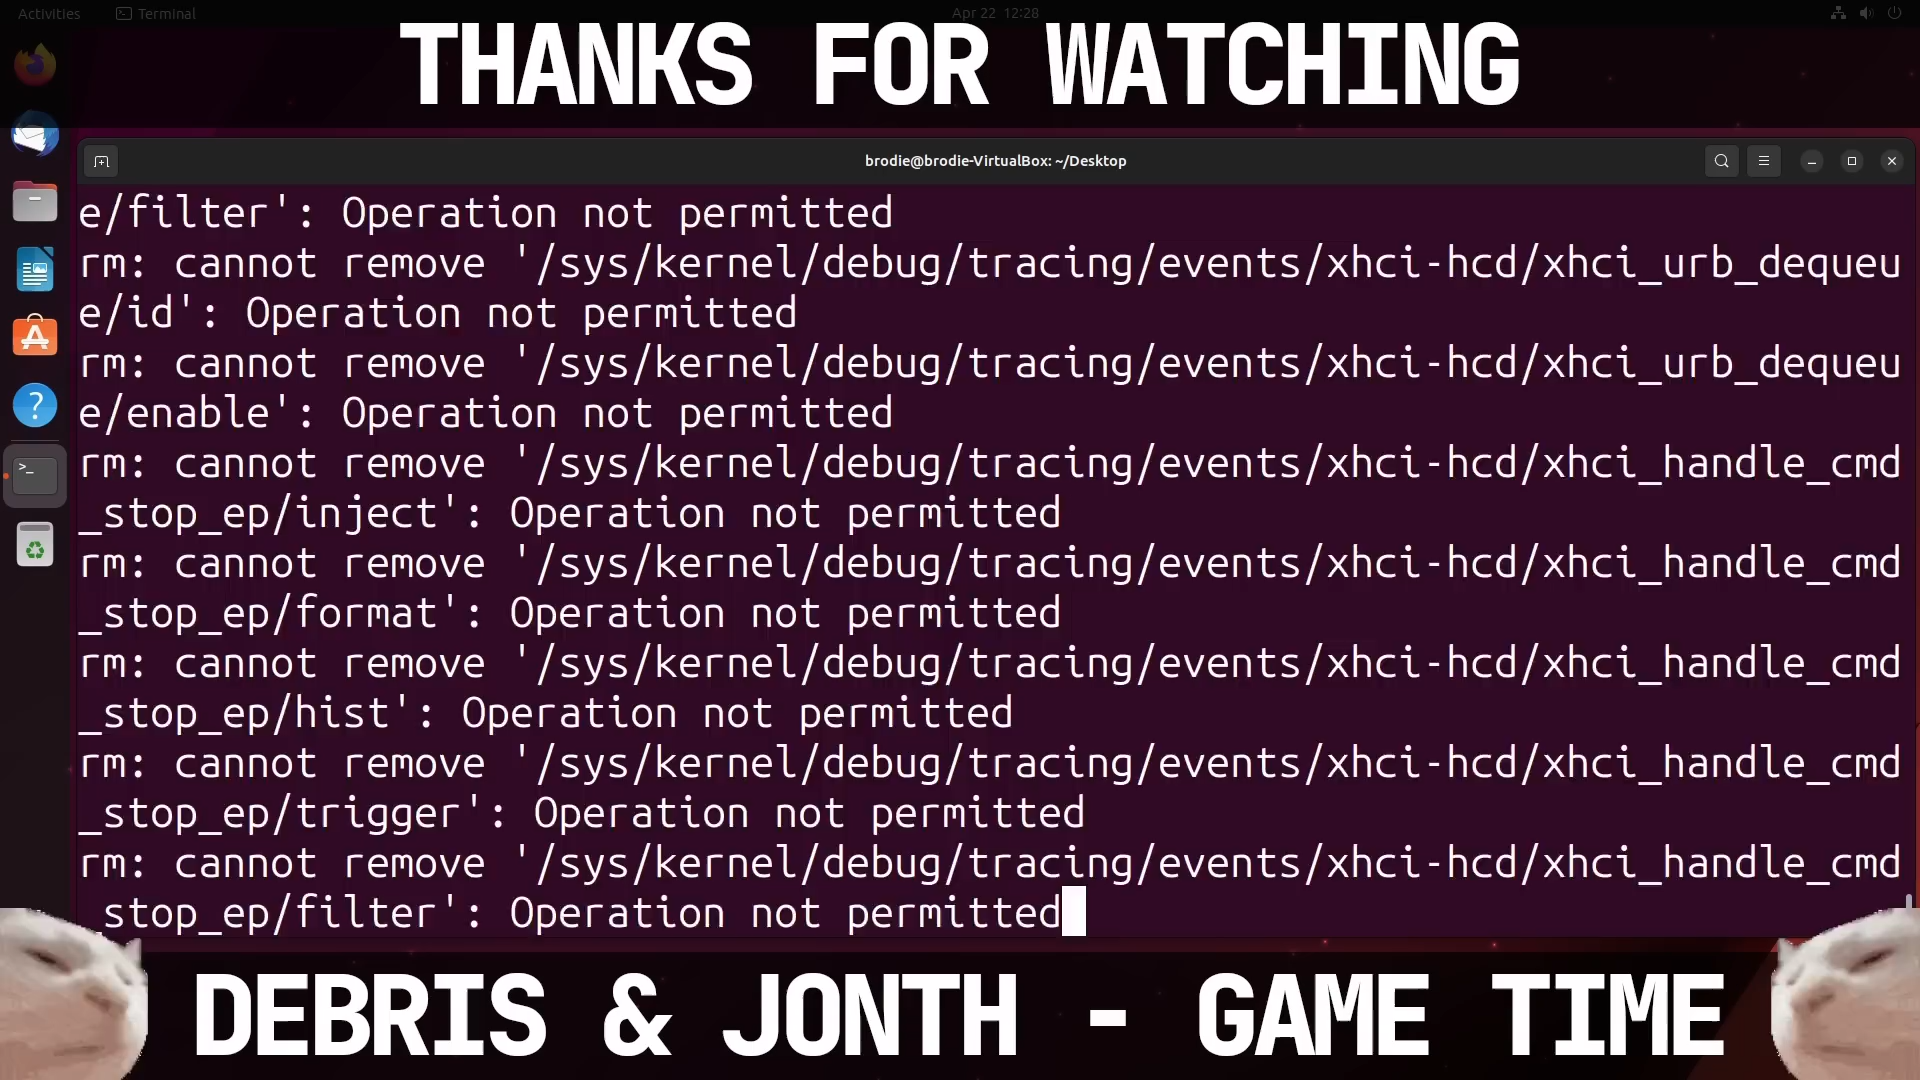 Activities
Terminal
Apr 22 12:28
THANKS FOR WATCHING
brodie@brodie-VirtualBox: ~/Desktop
e/filter': Operation not permitted
rm: cannot remove '/sys/kernel/debug/tracing/events/xhci-hcd/xhci_urb_dequeu
e/id': Operation not permitted
rm: cannot remove '/sys/kernel/debug/tracing/events/xhci-hcd/xhci_urb_dequeu
e/enable': Operation not permitted
rm: cannot remove '/sys/kernel/debug/tracing/events/xhci-hcd/xhci_handle_cmd
_stop_ep/inject': Operation not permitted
rm: cannot remove '/sys/kernel/debug/tracing/events/xhci-hcd/xhci_handle_cmd
_stop_ep/format': Operation not permitted
rm: cannot remove '/sys/kernel/debug/tracing/events/xhci-hcd/xhci_handle_cmd
_stop_ep/hist': Operation not permitted
rm: cannot remove '/sys/kernel/debug/tracing/events/xhci-hcd/xhci_handle_cmd
_stop_ep/trigger': Operation not permitted
rm: cannot remove '/sys/kernel/debug/tracing/events/xhci-hcd/xhci_handle_cmd
_stop_ep/filter': Operation not permitted
DEBRIS & JONTH - GAME TIME